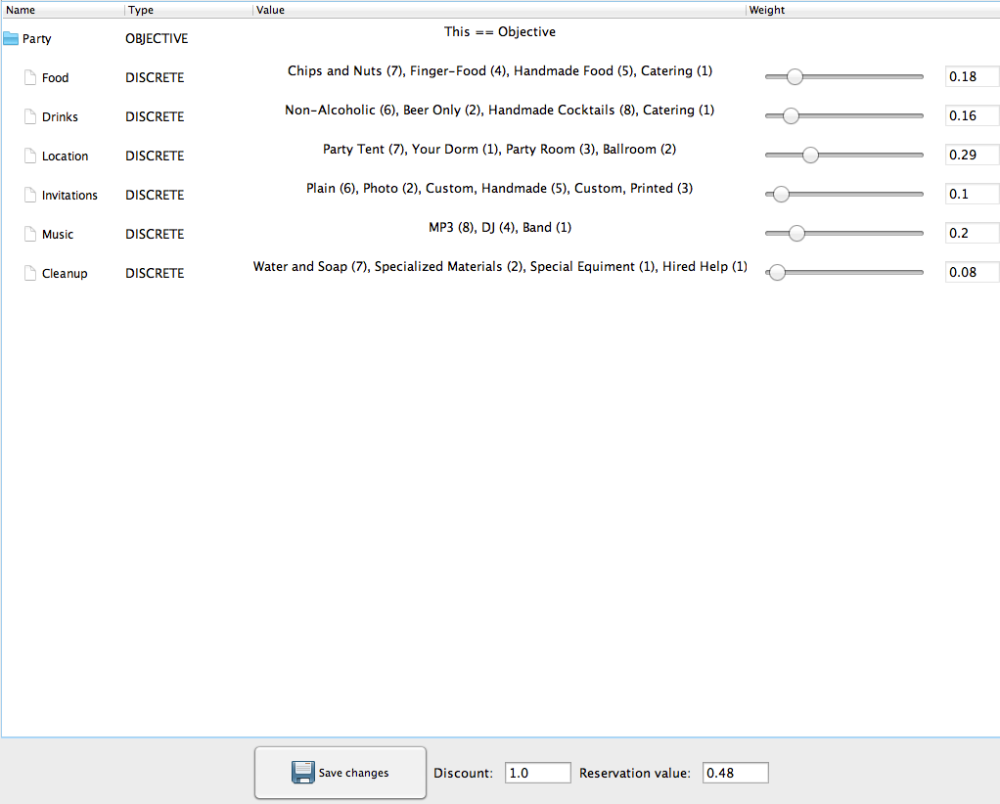 Name Type Value Weight
Party OBJECTIVE This == Objective
Food DISCRETE Chips and Nuts (7), Finger-Food (4), Handmade Food (5), Catering (1) 0.18
Drinks DISCRETE Non-Alcoholic (6), Beer Only (2), Handmade Cocktails (8), Catering (1) 0.16
Location DISCRETE Party Tent (7), Your Dorm (1), Party Room (3), Ballroom (2) 0.29
Invitations DISCRETE Plain (6), Photo (2), Custom, Handmade (5), Custom, Printed (3) 0.1
Music DISCRETE MP3 (8), DJ (4), Band (1) 0.2
Cleanup DISCRETE Water and Soap (7), Specialized Materials (2), Special Equiment (1), Hired Help (1) 0.08
Save changes Discount: 1.0 Reservation value: 0.48